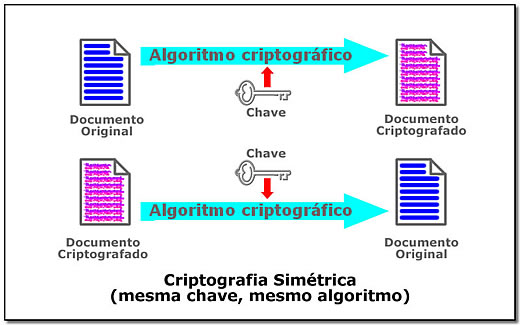 Algoritmo criptográfico
Chave
Documento
Original
Documento
Criptografado
Chave
Algoritmo criptográfico
Documento
Criptografado
Documento
Original
Criptografia Simétrica
(mesma chave, mesmo algoritmo)